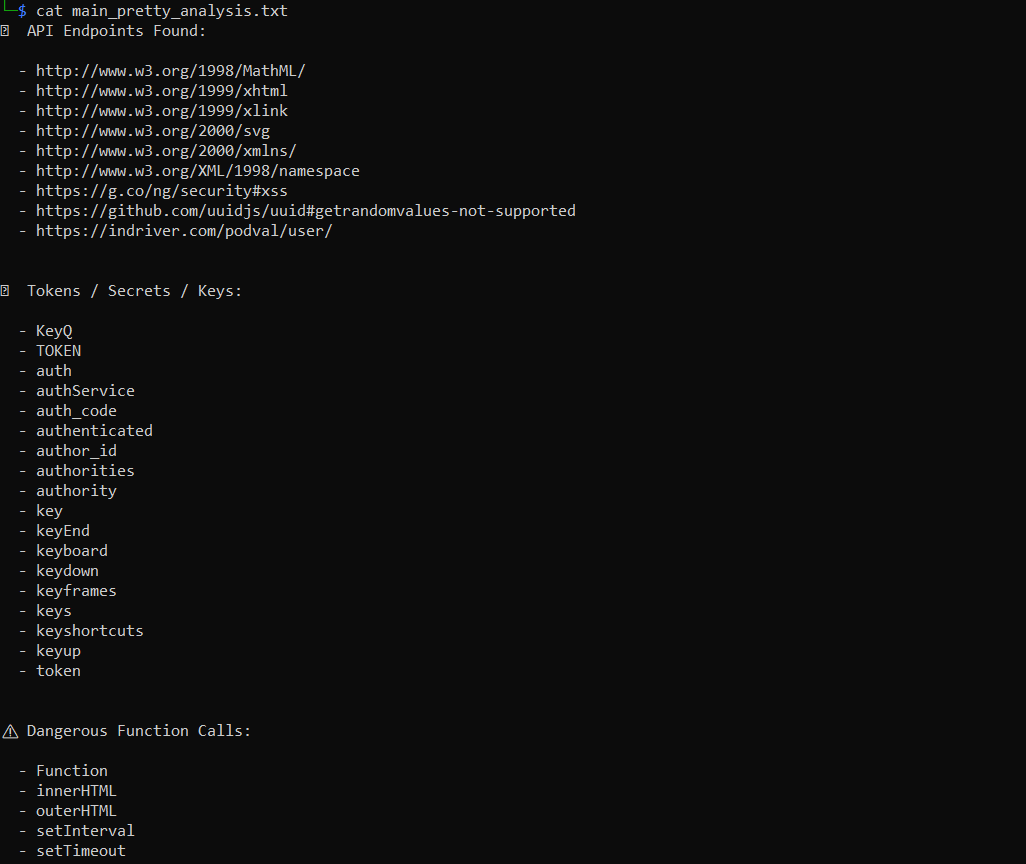 └─$ cat main_pretty_analysis.txt
API Endpoints Found:
- http://www.w3.org/1998/MathML/
- http://www.w3.org/1999/xhtml
- http://www.w3.org/1999/xlink
- http://www.w3.org/2000/svg
- http://www.w3.org/2000/xmlns/
- http://www.w3.org/XML/1998/namespace
- https://g.co/ng/security#xss
- https://github.com/uuidjs/uuid#getrandomvalues-not-supported
- https://indriver.com/podval/user/
Tokens / Secrets / Keys:
- KeyQ
- TOKEN
- auth
- authService
- auth_code
- authenticated
- author_id
- authorities
- authority
- key
- keyEnd
- keyboard
- keydown
- keyframes
- keys
- keyshortcuts
- keyup
- token
⚠ Dangerous Function Calls:
- Function
- innerHTML
- outerHTML
- setInterval
- setTimeout